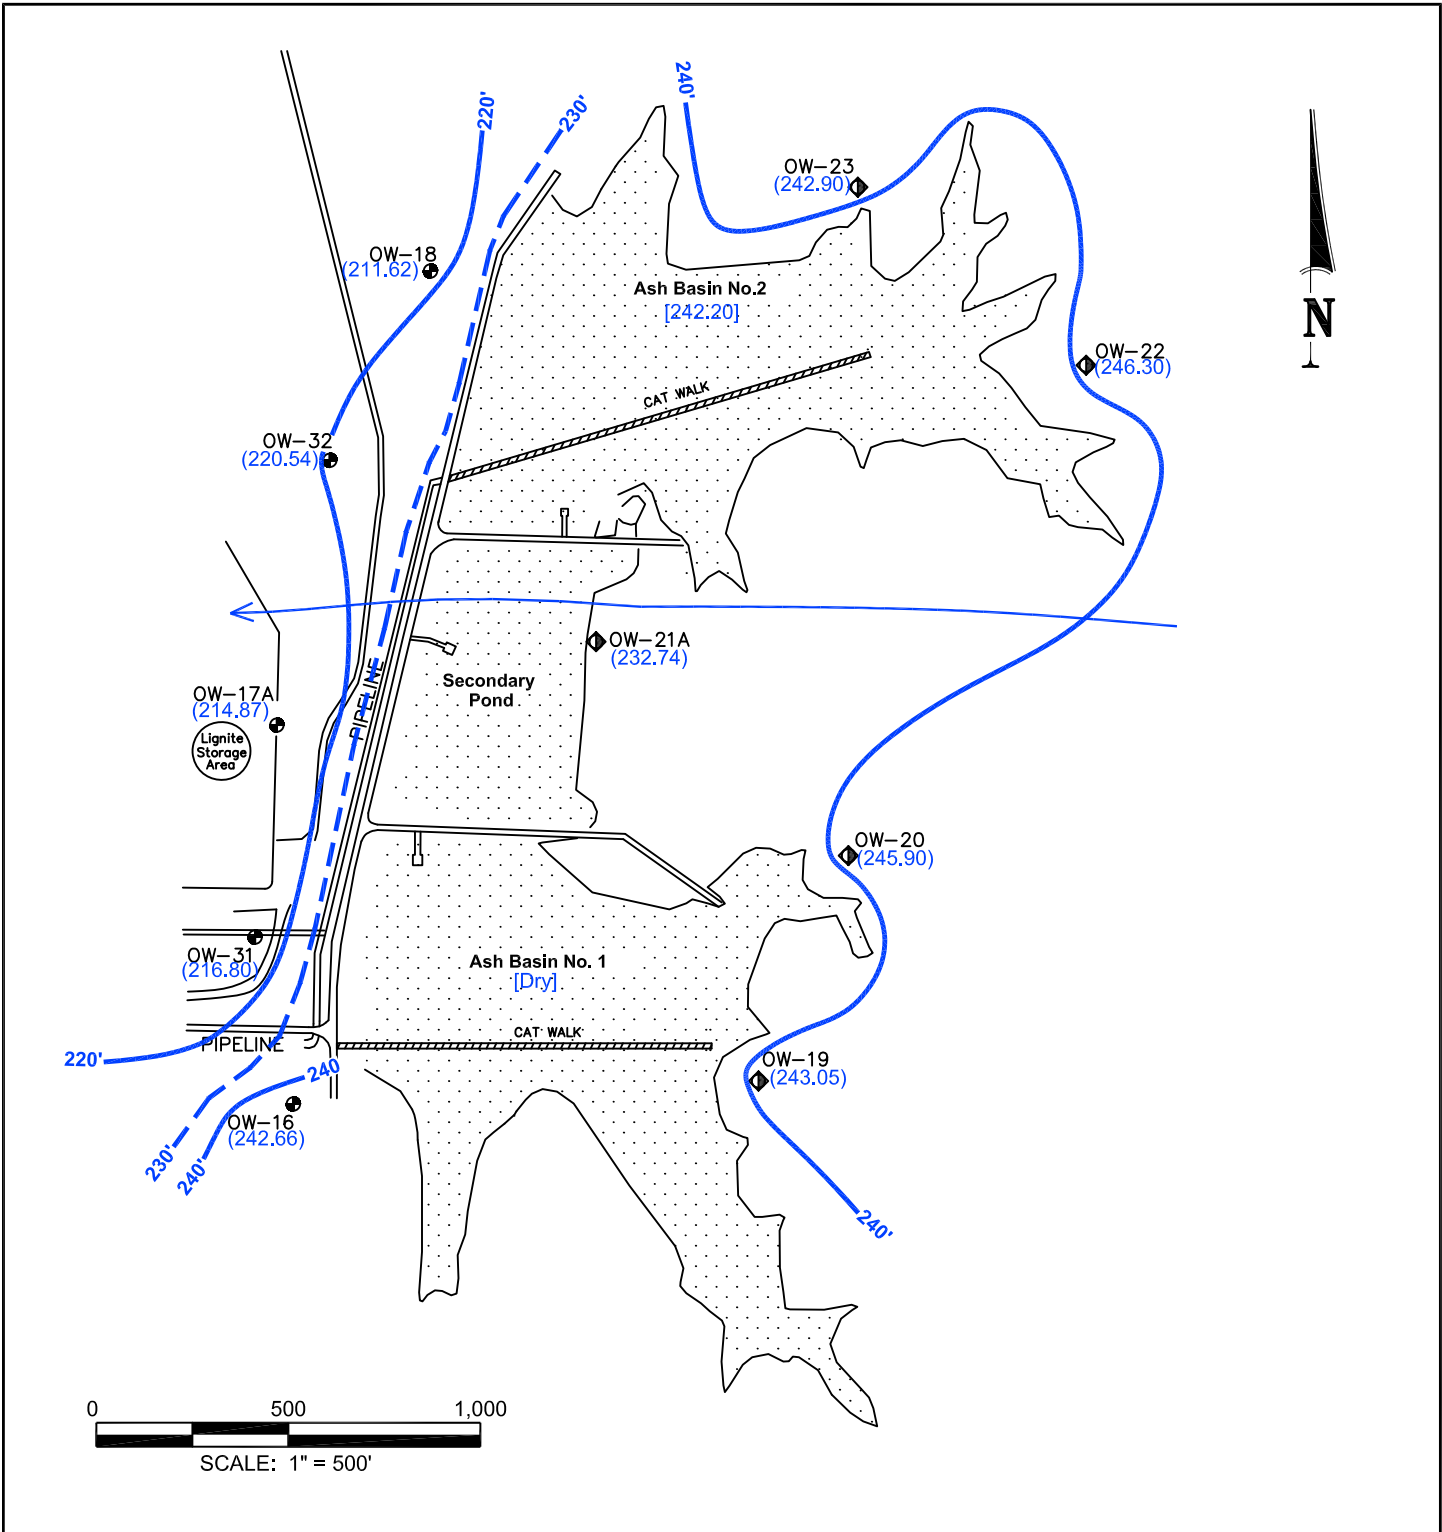 240'
220'
230'
OW-23
(242.90)
OW-18
(211.62)
Ash Basin No.2
[242.20]
N
OW-22
(246.30)
CAT WALK
OW-32
(220.54)
OW-21A
(232.74)
Secondary
Pond
PIPELINE
OW-17A
(214.87)
Lignite
Storage
Area
OW-20
(245.90)
OW-31
(216.80)
Ash Basin No. 1
[Dry]
CAT WALK
PIPELINE
220'
240
OW-19
(243.05)
OW-16
(242.66)
230'
240'
240'
0 500 1,000
SCALE: 1" = 500'